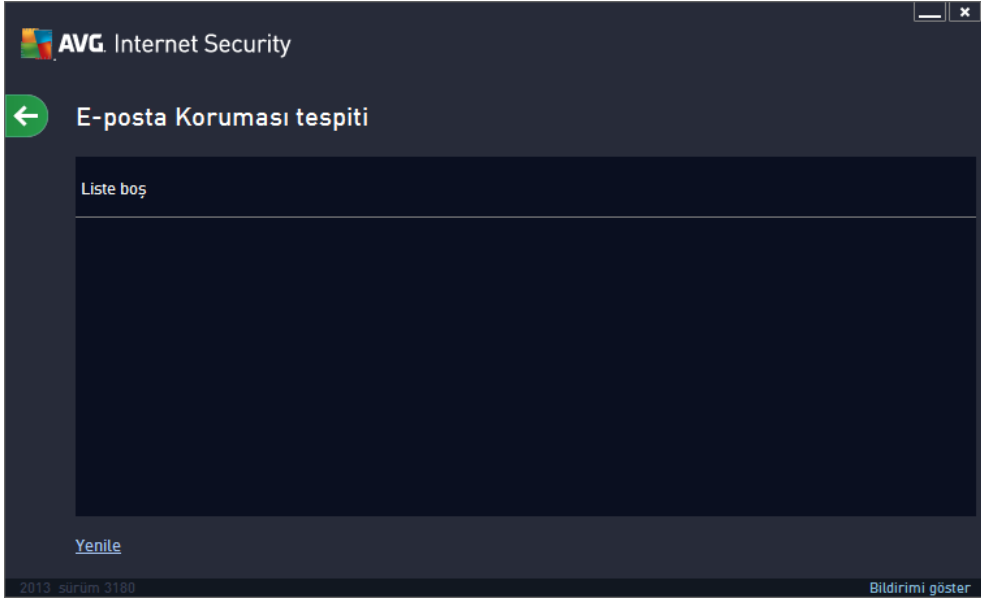 AVG. Internet Security
E-posta Koruması tespiti
Liste boş
Yenile
2013 sürüm 3180
Bildirimi göster